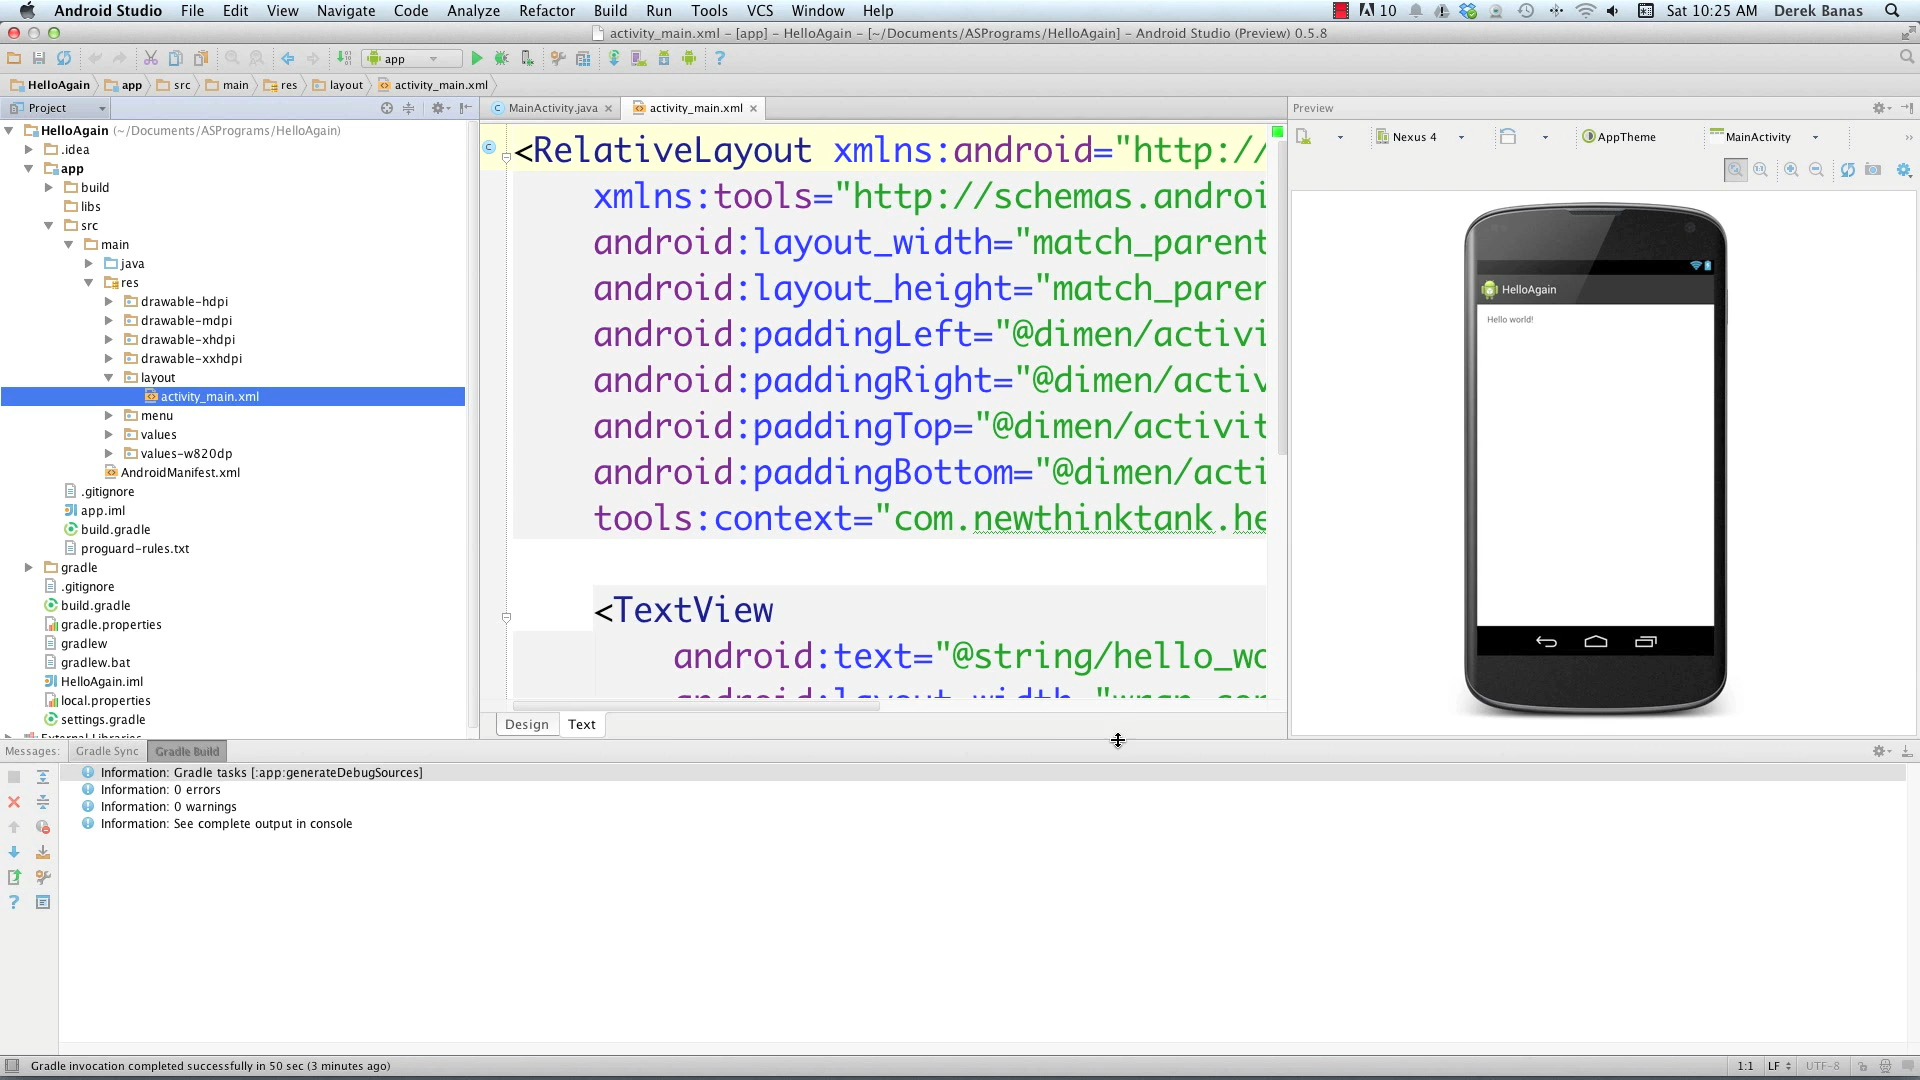 Android Studio File Edit View Navigate Code Analyze Refactor Build Run Tools VCS Window Help 10 Sat 10:25 AM Derek Banas
activity_main.xml – [app] – HelloAgain – [~/Documents/ASPrograms/HelloAgain] – Android Studio (Preview) 0.5.8
app
HelloAgain app src main res layout activity_main.xml
Project
MainActivity.java activity_main.xml
Preview
HelloAgain (~/Documents/ASPrograms/HelloAgain)
.idea
app
build
libs
src
main
java
res
drawable-hdpi
drawable-mdpi
drawable-xhdpi
drawable-xxhdpi
layout
activity_main.xml
menu
values
values-w820dp
AndroidManifest.xml
.gitignore
app.iml
build.gradle
proguard-rules.txt
gradle
.gitignore
build.gradle
gradle.properties
gradlew
gradlew.bat
HelloAgain.iml
local.properties
settings.gradle
External Libraries
<RelativeLayout xmlns:android="http://
xmlns:tools="http://schemas.androi
android:layout_width="match_parent
android:layout_height="match_paren
android:paddingLeft="@dimen/activi
android:paddingRight="@dimen/activ
android:paddingTop="@dimen/activit
android:paddingBottom="@dimen/acti
tools:context="com.newthinktank.he
<TextView
android:text="@string/hello_wo
android:layout_width="wrap_con
Design Text
Nexus 4 AppTheme MainActivity
HelloAgain
Hello world!
Messages: Gradle Sync Gradle Build
Information: Gradle tasks [:app:generateDebugSources]
Information: 0 errors
Information: 0 warnings
Information: See complete output in console
Gradle invocation completed successfully in 50 sec (3 minutes ago) 1:1 LF UTF-8